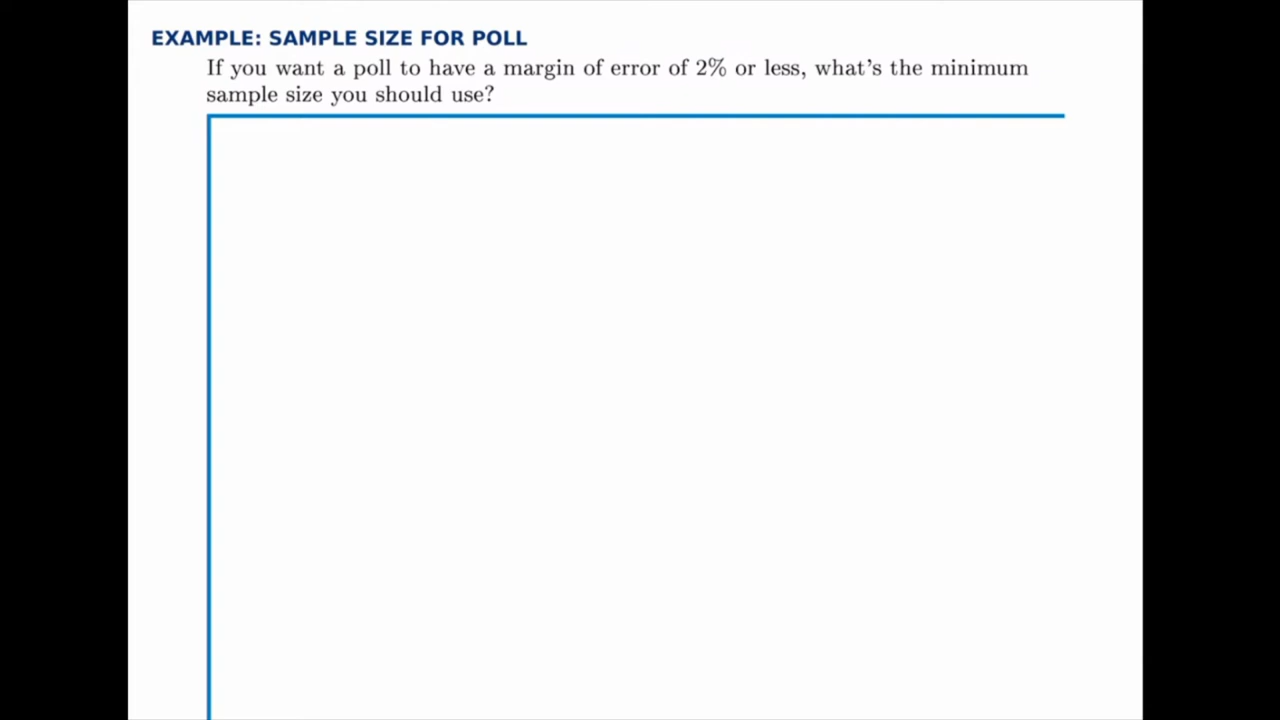 EXAMPLE: SAMPLE SIZE FOR POLL
If you want a poll to have a margin of error of 2% or less, what's the minimum
sample size you should use?